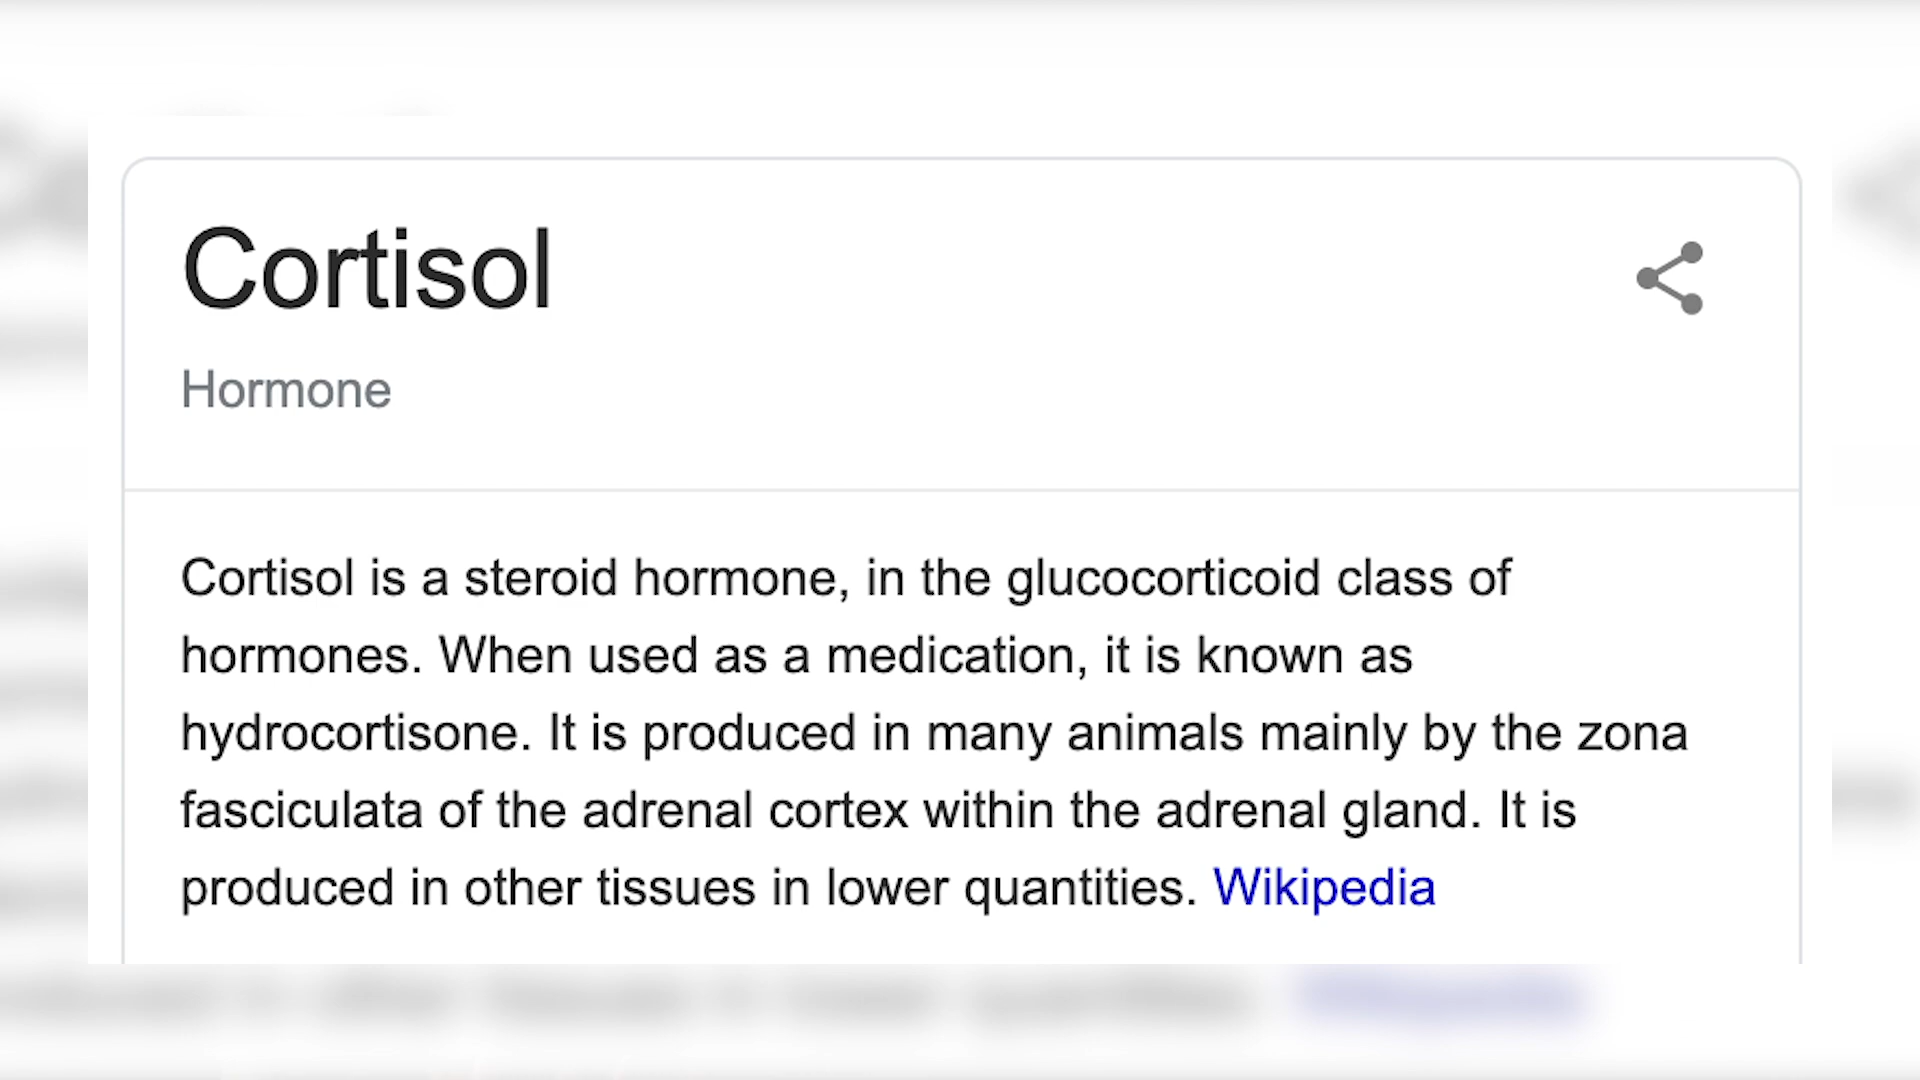 Cortisol
Hormone
Cortisol is a steroid hormone, in the glucocorticoid class of
hormones. When used as a medication, it is known as
hydrocortisone. It is produced in many animals mainly by the zona
fasciculata of the adrenal cortex within the adrenal gland. It is
produced in other tissues in lower quantities. Wikipedia